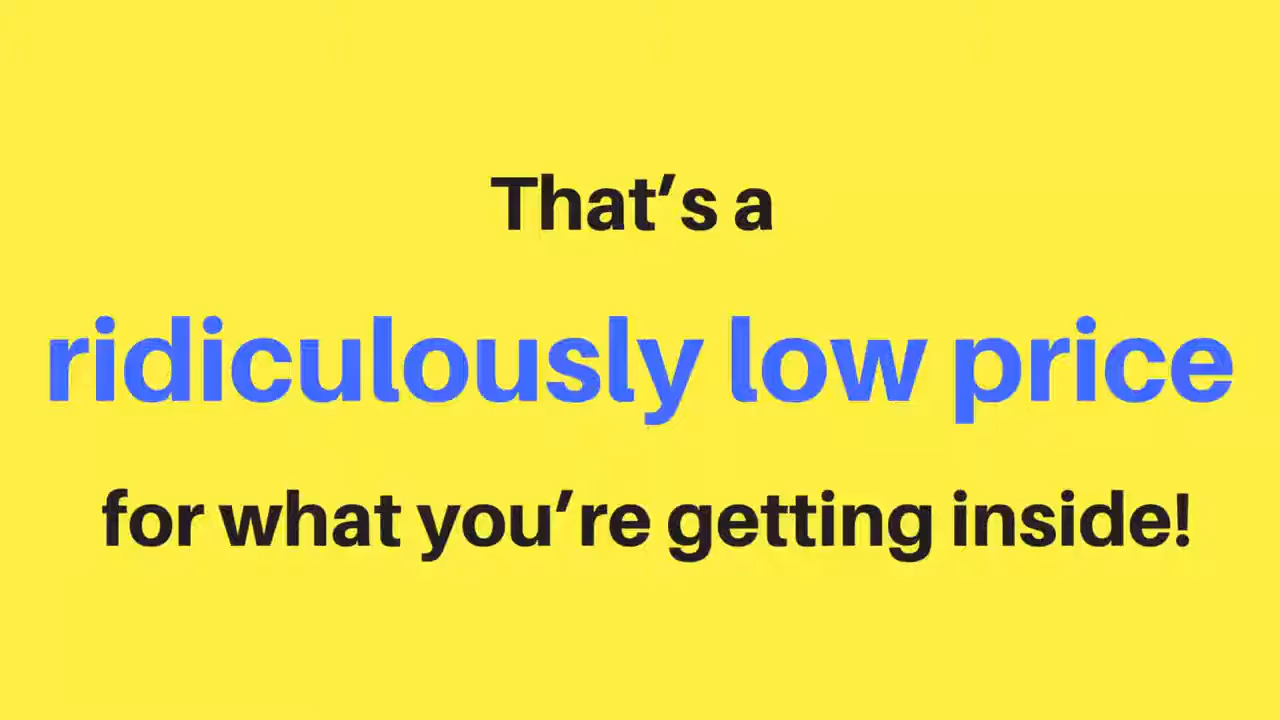 That’s a
ridiculously low price
for what you’re getting inside!